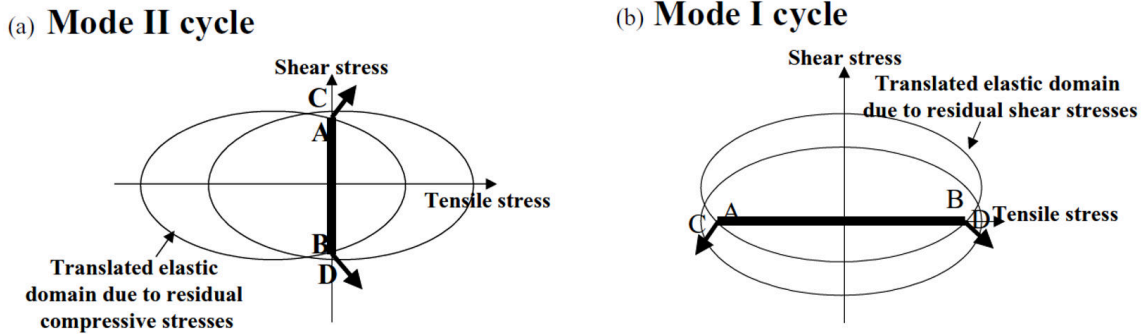 (a) Mode II cycle
Shear stress
C
A
Tensile stress
B
D
Translated elastic
domain due to residual
compressive stresses
(b) Mode I cycle
Shear stress
Translated elastic domain
due to residual shear stresses
B
C
A
D
Tensile stress